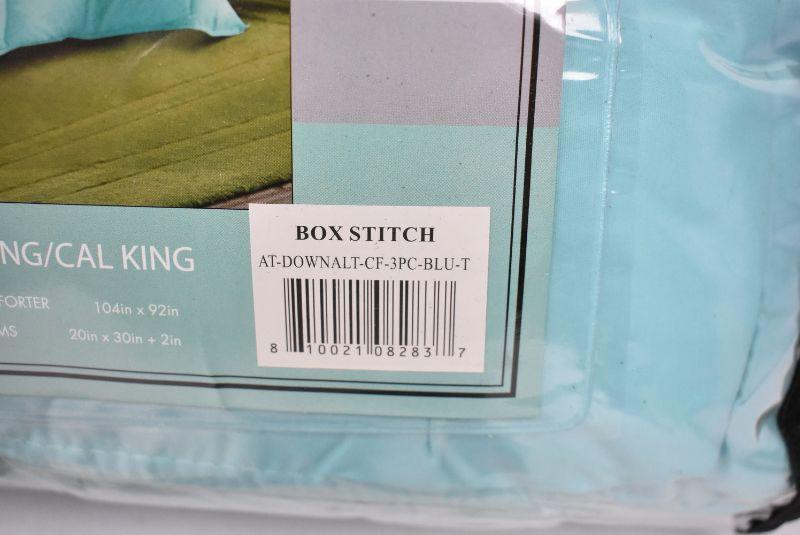 NG/CAL KING
FORTER 104in x 92in
MS 20in x 30in + 2in
BOX STITCH
AT-DOWNALT-CF-3PC-BLU-T
8 10021 08283 7